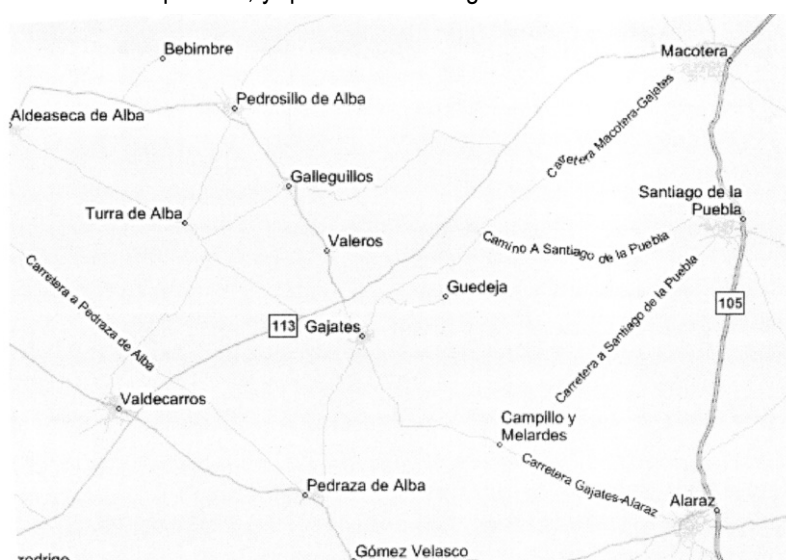 Bebimbre
Macotera
Pedrosillo de Alba
Aldeaseca de Alba
Carretera Macotera-Gajates
Galleguillos
Santiago de la
Puebla
Turra de Alba
Valeros
Camino A Santiago de la Puebla
Carretera a Pedraza de Alba
Guedeja
Carretera a Santiago de la Puebla
105
113
Gajates
Valdecarros
Campillo y
Melardes
Carretera Gajates-Alaraz
Pedraza de Alba
Alaraz
Gómez Velasco